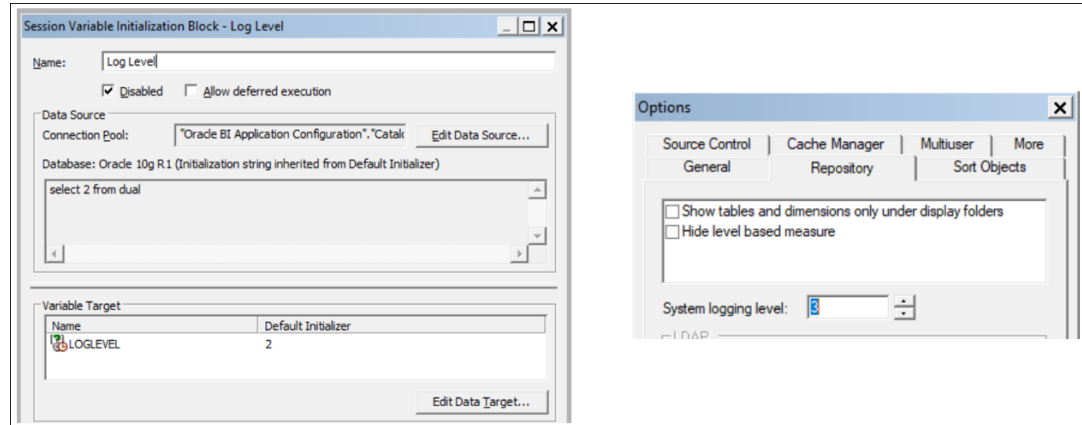 Session Variable Initialization Block - Log Level
Name: Log Level
Disabled Allow deferred execution
Data Source
Connection Pool: "Oracle BI Application Configuration"."Catalo Edit Data Source...
Database: Oracle 10g R1 (Initialization string inherited from Default Initializer)
select 2 from dual
Variable Target
Name Default Initializer
LOGLEVEL 2
Edit Data Target...
Options
Source Control Cache Manager Multiuser More
General Repository Sort Objects
Show tables and dimensions only under display folders
Hide level based measure
System logging level: 3
LDAP